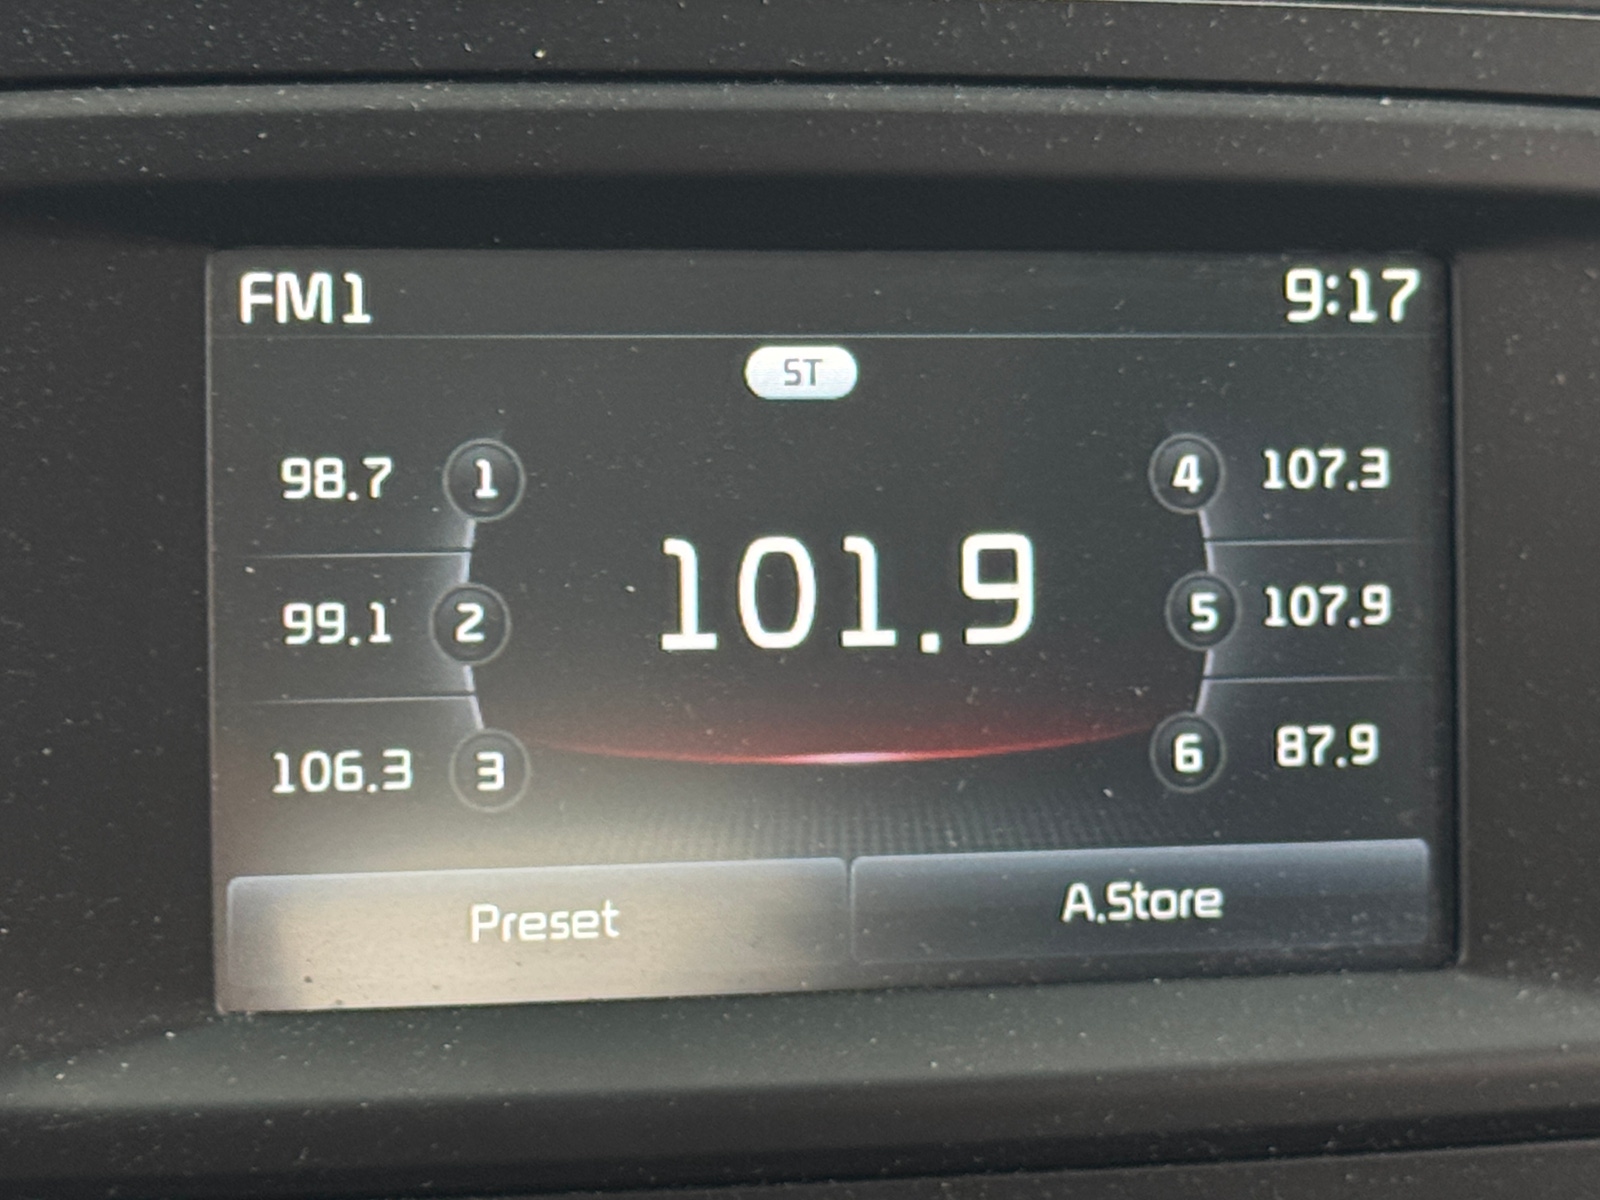 FM1 9:17
ST
98.7 1 4 107.3
101.9
99.1 2 5 107.9
106.3 3 6 87.9
Preset A.Store